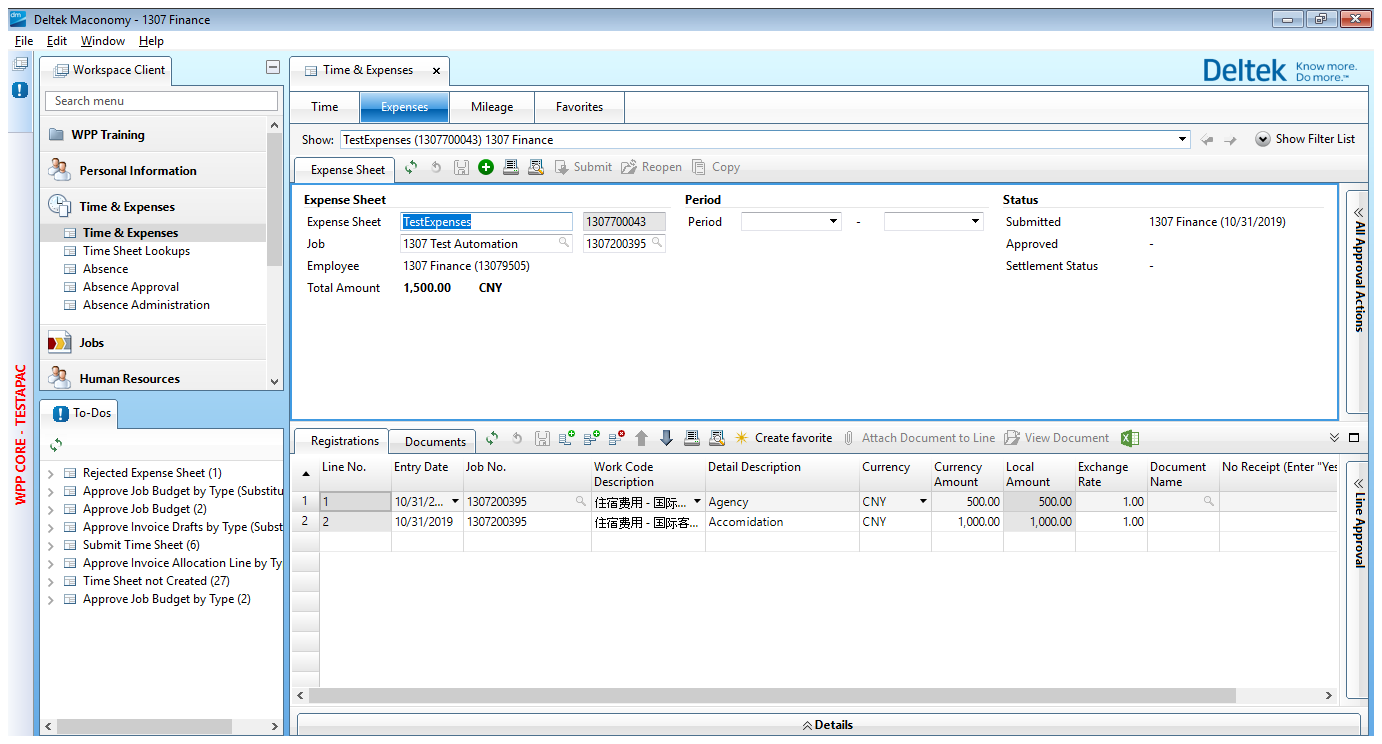 dm
Deltek Maconomy - 1307 Finance
File Edit Window Help
Workspace Client
Time & Expenses
Deltek Know more. Do more.™
Search menu
WPP Training
Personal Information
Time & Expenses
Time & Expenses
Time Sheet Lookups
Absence
Absence Approval
Absence Administration
Jobs
Human Resources
WPP CORE - TESTAPAC
To-Dos
Rejected Expense Sheet (1)
Approve Job Budget by Type (Substitu
Approve Job Budget (2)
Approve Invoice Drafts by Type (Subst
Submit Time Sheet (6)
Approve Invoice Allocation Line by Ty
Time Sheet not Created (27)
Approve Job Budget by Type (2)
Time Expenses Mileage Favorites
Show: TestExpenses (1307700043) 1307 Finance
Show Filter List
Expense Sheet
Submit Reopen Copy
Expense Sheet Period Status
Expense Sheet TestExpenses 1307700043 Period - Submitted 1307 Finance (10/31/2019)
Job 1307 Test Automation 1307200395 Approved -
Employee 1307 Finance (13079505) Settlement Status -
Total Amount 1,500.00 CNY
All Approval Actions
Registrations Documents Create favorite Attach Document to Line View Document
Line No. Entry Date Job No. Work Code Description Detail Description Currency Currency Amount Local Amount Exchange Rate Document Name No Receipt (Enter "Yes
1 1 10/31/2... 1307200395 住宿费用 - 国际... Agency CNY 500.00 500.00 1.00
2 2 10/31/2019 1307200395 住宿费用 - 国际客... Accomidation CNY 1,000.00 1,000.00 1.00
Line Approval
Details